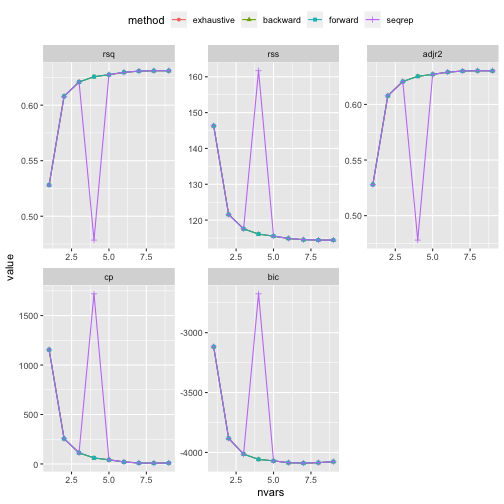 method exhaustive backward forward seqrep
rsq rss adjr2
0.60
0.55
0.50
160
150
140
130
120
0.60
0.55
0.50
2.5 5.0 7.5 2.5 5.0 7.5 2.5 5.0 7.5
cp bic
1500
1000
500
0
-3000
-3500
-4000
2.5 5.0 7.5 2.5 5.0 7.5
value
nvars